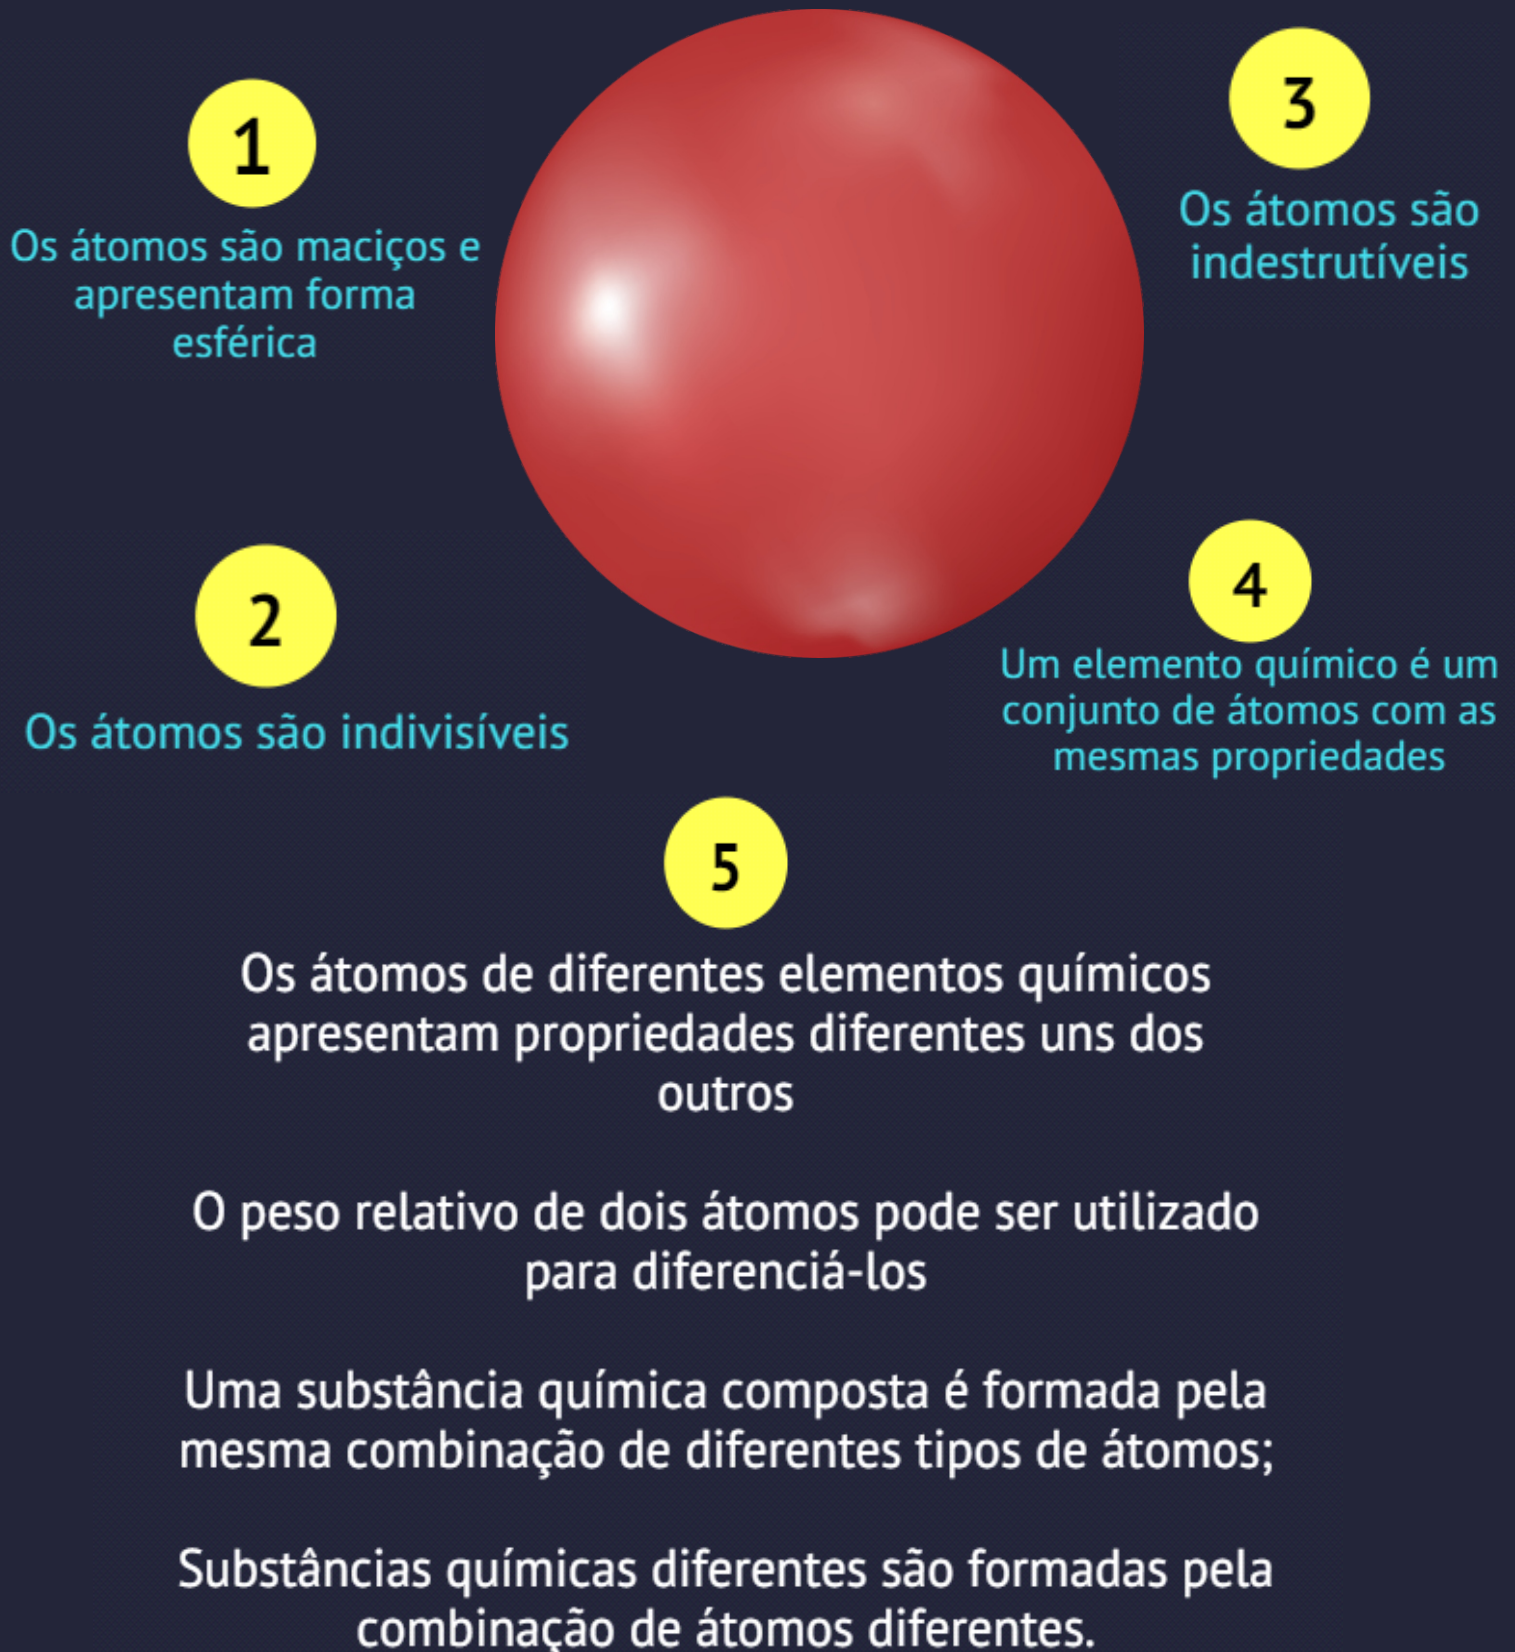 1
Os átomos são maciços e
apresentam forma
esférica
2
Os átomos são indivisíveis
3
Os átomos são
indestrutíveis
4
Um elemento químico é um
conjunto de átomos com as
mesmas propriedades
5
Os átomos de diferentes elementos químicos
apresentam propriedades diferentes uns dos
outros
O peso relativo de dois átomos pode ser utilizado
para diferenciá-los
Uma substância química composta é formada pela
mesma combinação de diferentes tipos de átomos;
Substâncias químicas diferentes são formadas pela
combinação de átomos diferentes.